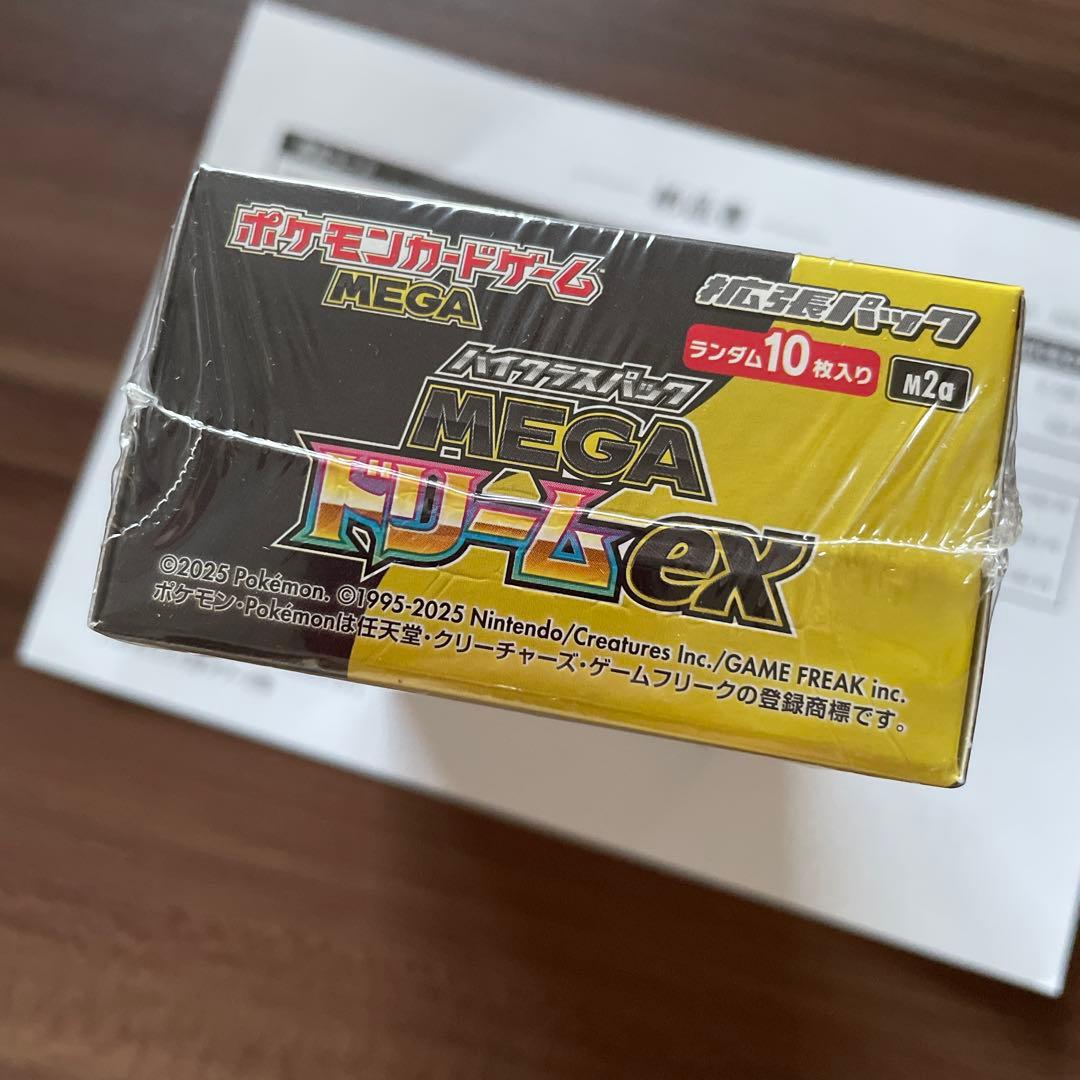 ポケモンカードゲーム
MEGA
拡張パック
ランダム10枚入り
M2a
ハイクラスパック
MEGA
ドリームex
©2025 Pokémon. ©1995-2025 Nintendo/Creatures Inc./GAME FREAK inc.
ポケモン・Pokémonは任天堂・クリーチャーズ・ゲームフリークの登録商標です。